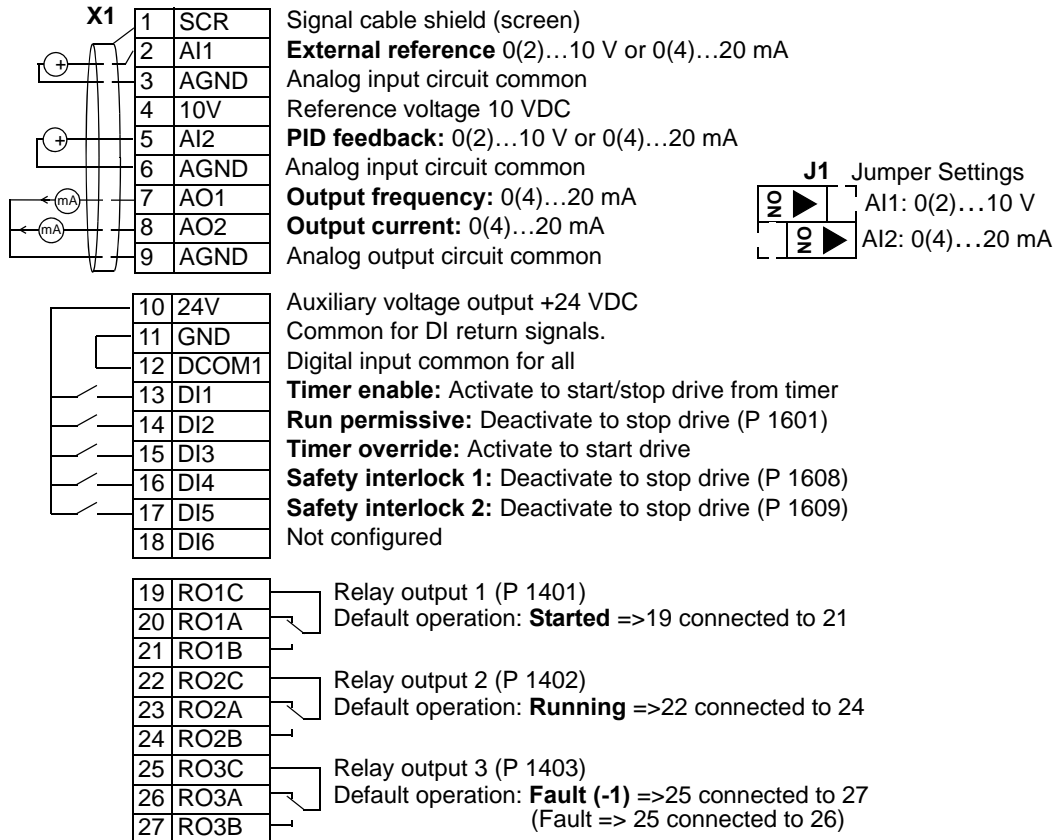 X1
1 SCR Signal cable shield (screen)
2 AI1 External reference 0(2)…10 V or 0(4)…20 mA
3 AGND Analog input circuit common
4 10V Reference voltage 10 VDC
5 AI2 PID feedback: 0(2)…10 V or 0(4)…20 mA
6 AGND Analog input circuit common
7 AO1 Output frequency: 0(4)…20 mA
8 AO2 Output current: 0(4)…20 mA
9 AGND Analog output circuit common
+
+
mA
mA
J1 Jumper Settings
ON AI1: 0(2)…10 V
ON AI2: 0(4)…20 mA
10 24V Auxiliary voltage output +24 VDC
11 GND Common for DI return signals.
12 DCOM1 Digital input common for all
13 DI1 Timer enable: Activate to start/stop drive from timer
14 DI2 Run permissive: Deactivate to stop drive (P 1601)
15 DI3 Timer override: Activate to start drive
16 DI4 Safety interlock 1: Deactivate to stop drive (P 1608)
17 DI5 Safety interlock 2: Deactivate to stop drive (P 1609)
18 DI6 Not configured
19 RO1C Relay output 1 (P 1401)
20 RO1A Default operation: Started =>19 connected to 21
21 RO1B
22 RO2C Relay output 2 (P 1402)
23 RO2A Default operation: Running =>22 connected to 24
24 RO2B
25 RO3C Relay output 3 (P 1403)
26 RO3A Default operation: Fault (-1) =>25 connected to 27
27 RO3B (Fault => 25 connected to 26)